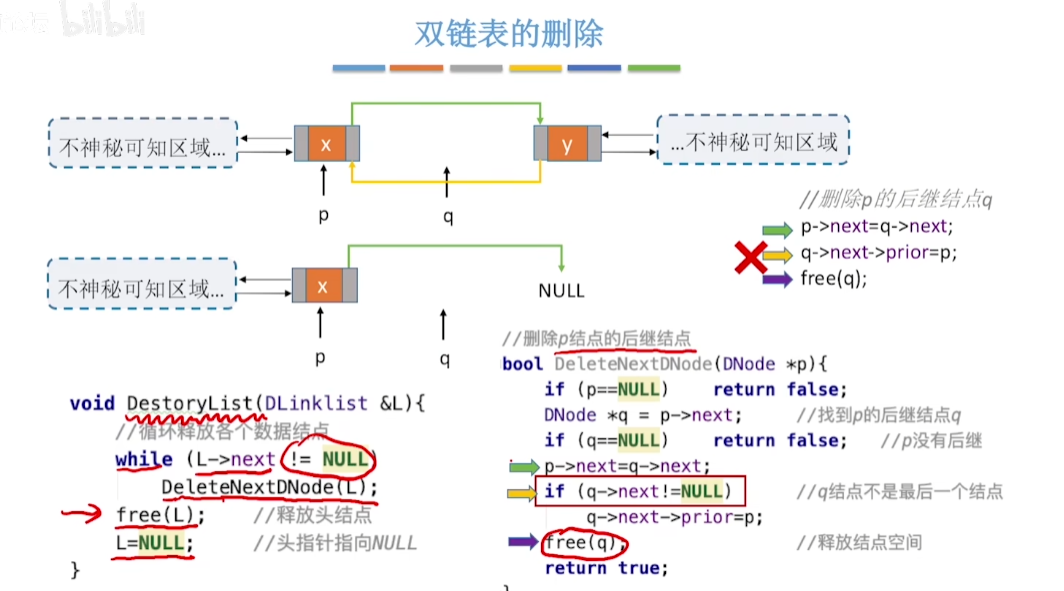 bilibili
双链表的删除
不神秘可知区域...
x
y
...不神秘可知区域
p
q
//删除p的后继结点q
p->next=q->next;
q->next->prior=p;
free(q);
不神秘可知区域...
x
NULL
p
q
void DestoryList(DLinklist &L){
//循环释放各个数据结点
while (L->next != NULL)
DeleteNextDNode(L);
free(L); //释放头结点
L=NULL; //头指针指向NULL
}
//删除p结点的后继结点
bool DeleteNextDNode(DNode *p){
if (p==NULL) return false;
DNode *q = p->next; //找到p的后继结点q
if (q==NULL) return false; //p没有后继
p->next=q->next;
if (q->next!=NULL) //q结点不是最后一个结点
q->next->prior=p;
free(q); //释放结点空间
return true;